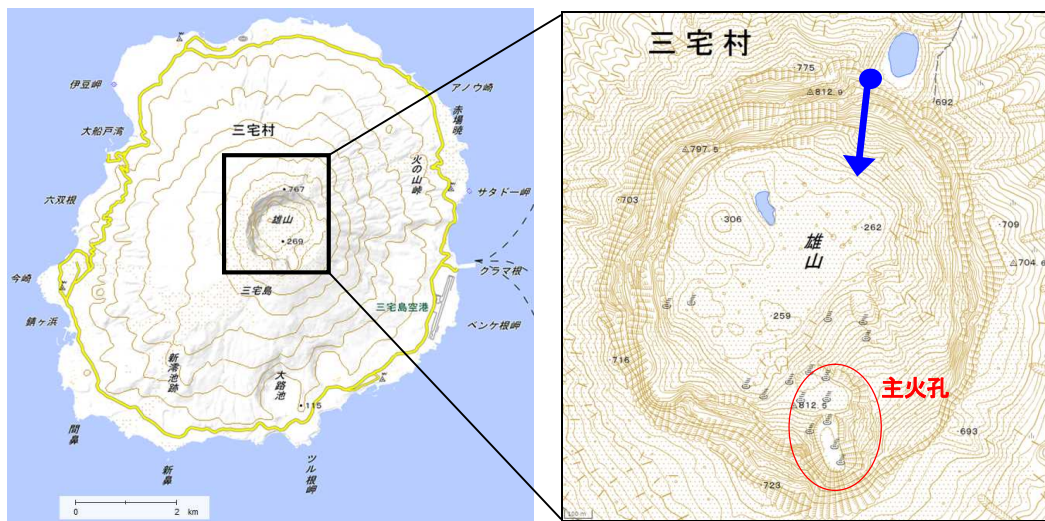 伊豆岬
大船戸湾
六双根
今崎
錆ヶ浜
間鼻
新鼻
ツル根岬
三宅村
アノウ崎
赤場暁
火の山峠
サタドー岬
767
雄山
269
グラマ根
三宅島
三宅島空港
ベンケ根岬
新澪池跡
大路池
115
0 2 km
三宅村
775
812.9
692
797.5
703
306
262
709
雄山
704.6
259
716
主火孔
812.5
693
723